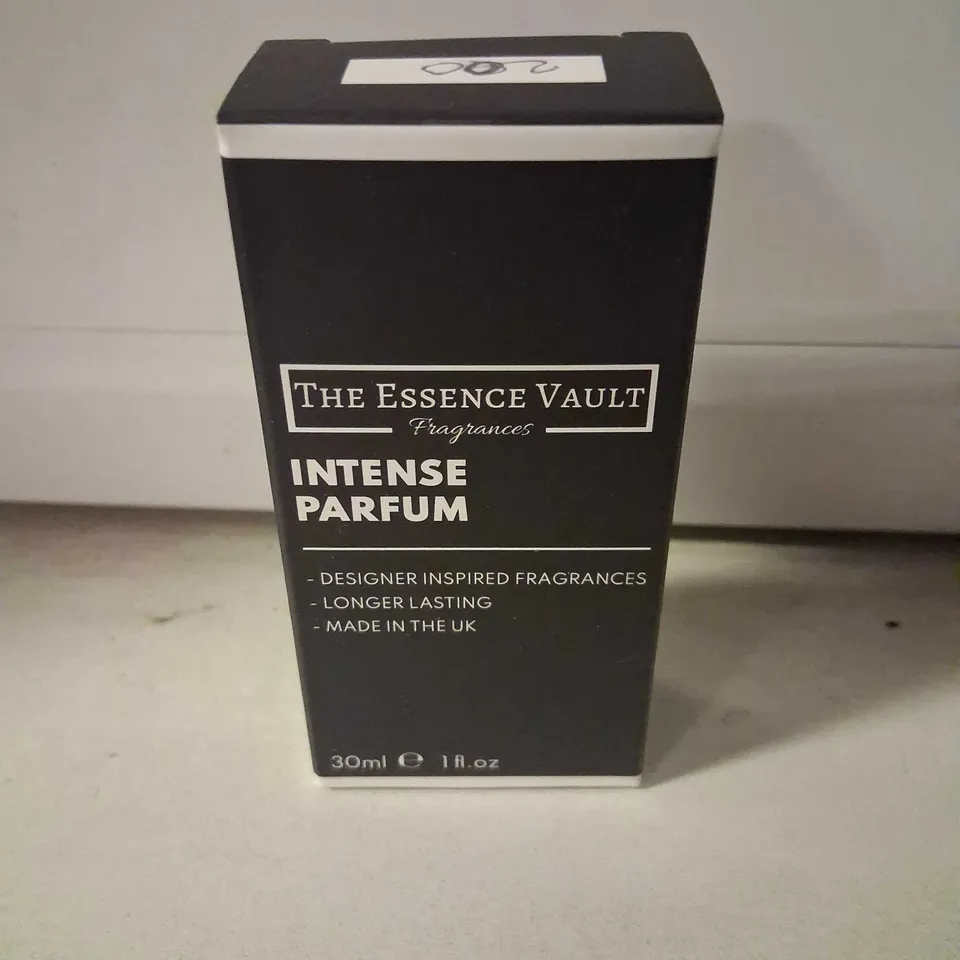 THE ESSENCE VAULT
Fragrances
INTENSE
PARFUM
- DESIGNER INSPIRED FRAGRANCES
- LONGER LASTING
- MADE IN THE UK
30ml ℮ 1 fl.oz